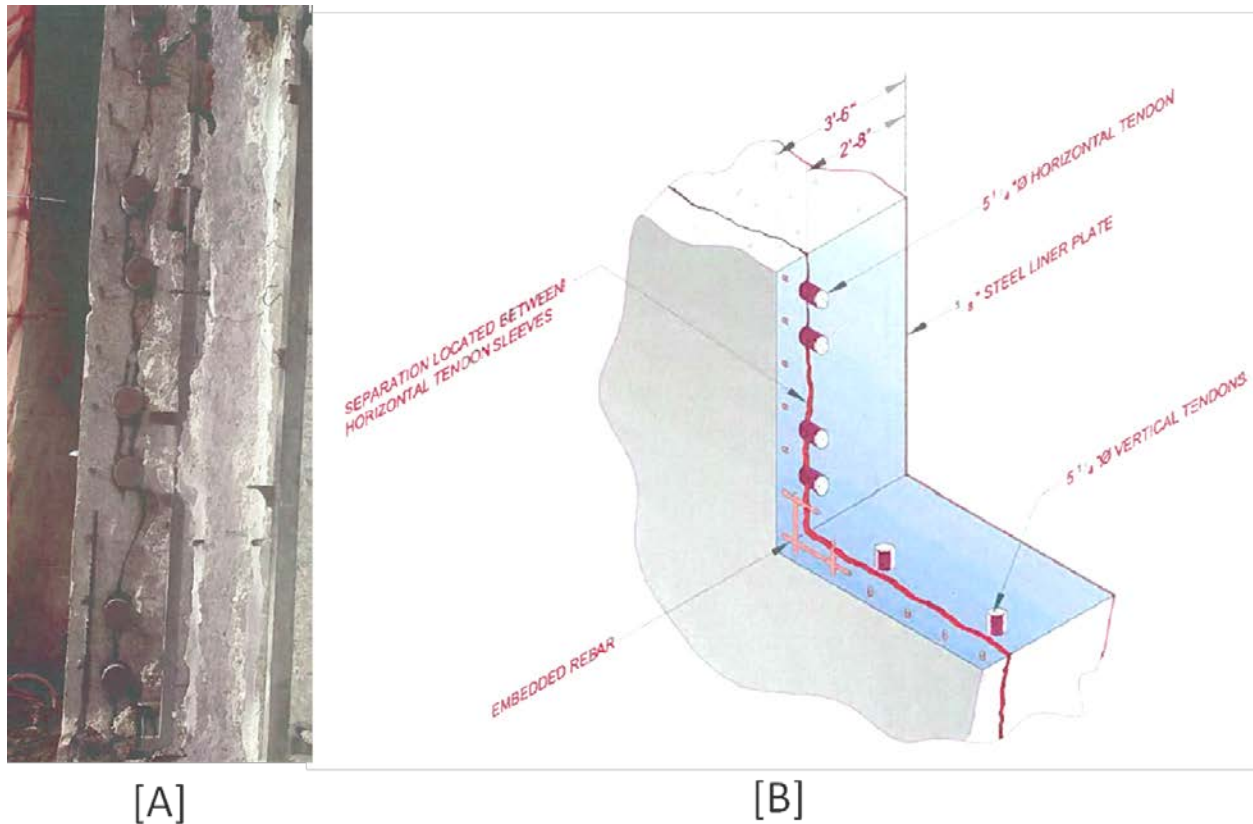 3'-6"
2'-8"
5 1/4"Ø HORIZONTAL TENDON
3/8" STEEL LINER PLATE
SEPARATION LOCATED BETWEEN
HORIZONTAL TENDON SLEEVES
5 1/4"Ø VERTICAL TENDONS
EMBEDDED REBAR
[A]
[B]